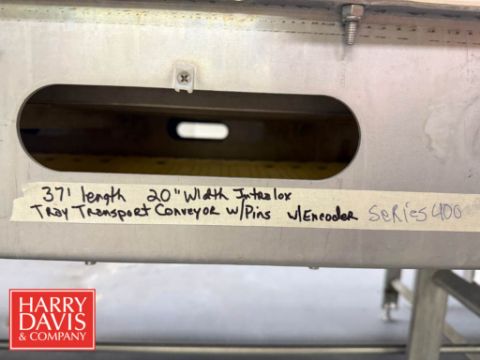 37' length 20" Width Intralox
Tray Transport Conveyor w/Pins w/Encoder Series 400
HARRY
DAVIS
& COMPANY